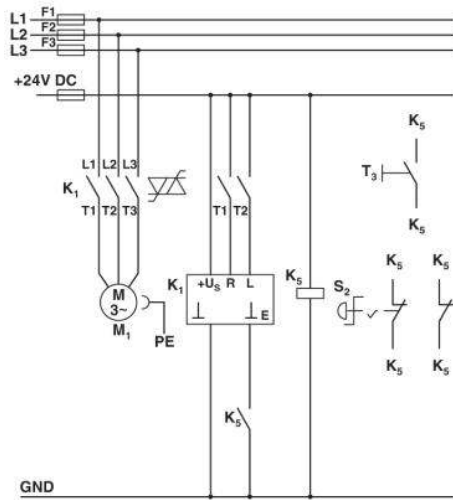 L1 F1
L2 F2
L3 F3
+24V DC
K5
L1 L2 L3
T3
K1
T1 T2 T3
T1 T2
K5
M
3~
M1
PE
K1
+US R L
E
K5
S2
K5 K5
K5 K5
K5
GND